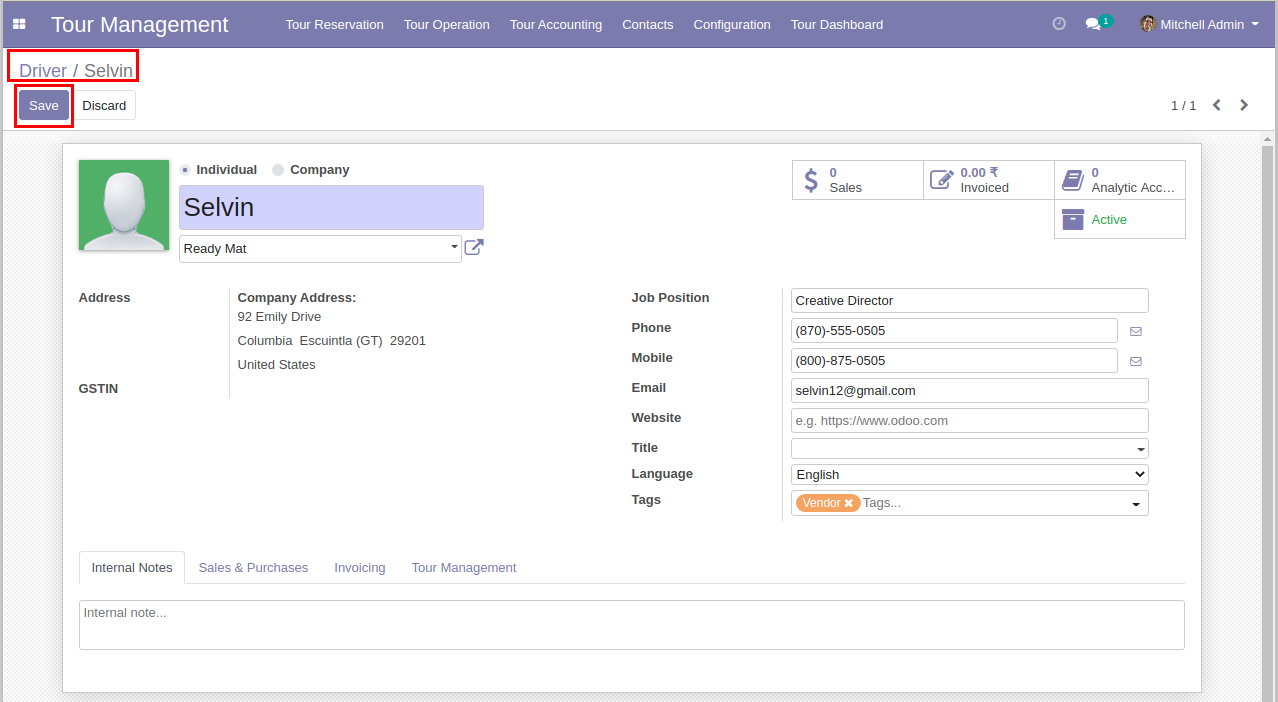 Tour Management Tour Reservation Tour Operation Tour Accounting Contacts Configuration Tour Dashboard 1 Mitchell Admin
Driver / Selvin
Save Discard 1 / 1
Individual Company
Selvin
Ready Mat
0
Sales
0.00 ₹
Invoiced
0
Analytic Acc...
Active
Address
Company Address:
92 Emily Drive
Columbia Escuintla (GT) 29201
United States
GSTIN
Job Position Creative Director
Phone (870)-555-0505
Mobile (800)-875-0505
Email selvin12@gmail.com
Website e.g. https://www.odoo.com
Title
Language English
Tags Vendor Tags...
Internal Notes Sales & Purchases Invoicing Tour Management
Internal note...